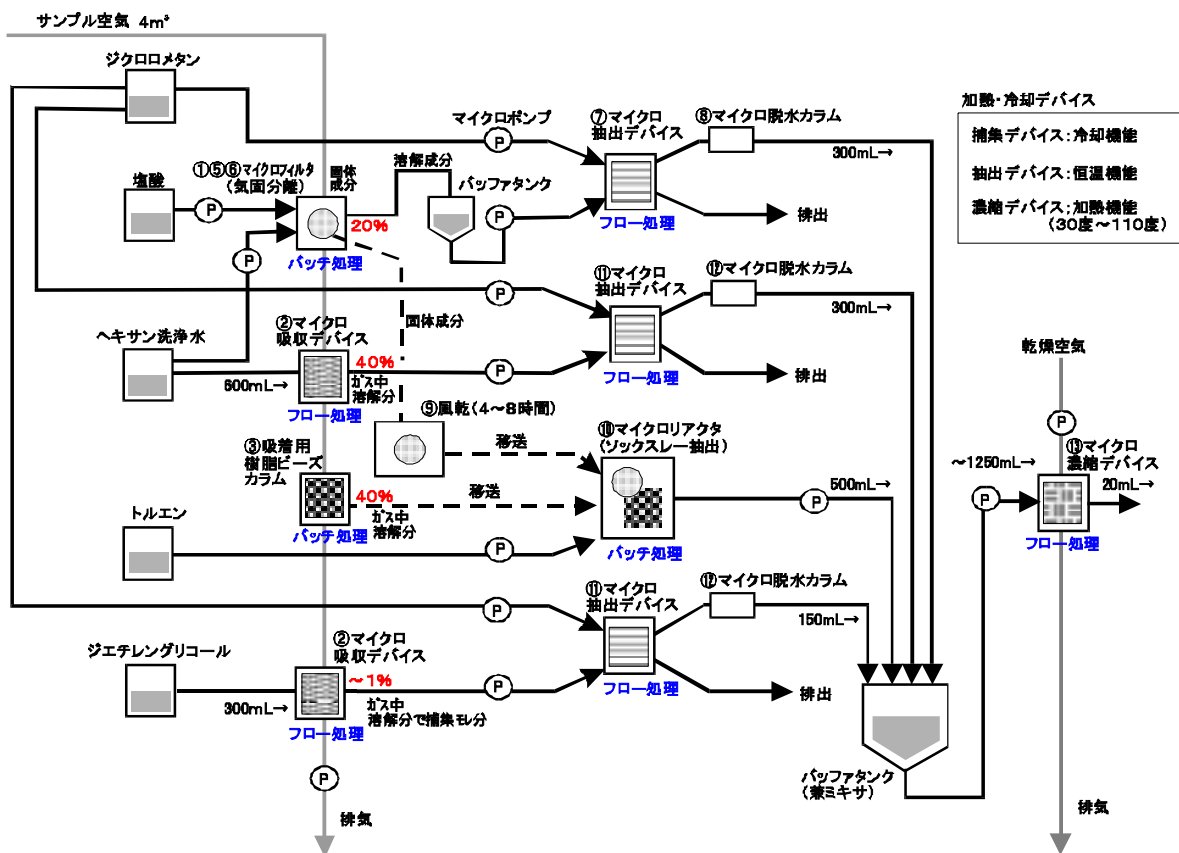 サンプル空気 4m³
ジクロロメタン
塩酸
①⑤⑥マイクロフィルタ
(気固分離)
固体
成分
20%
バッチ処理
溶解成分
バッファタンク
マイクロポンプ
P
P
P
P
⑦マイクロ
抽出デバイス
フロー処理
⑧マイクロ脱水カラム
300mL→
排出
加熱・冷却デバイス
捕集デバイス:冷却機能
抽出デバイス:恒温機能
濃縮デバイス;加熱機能
(30度~110度)
ヘキサン洗浄水
600mL→
②マイクロ
吸収デバイス
40%
ガス中
溶解分
フロー処理
固体成分
P
P
⑪マイクロ
抽出デバイス
フロー処理
⑫マイクロ脱水カラム
300mL→
排出
③吸着用
樹脂ビーズ
カラム
40%
ガス中
溶解分
バッチ処理
⑨風乾(4~8時間)
移送
移送
⑩マイクロリアクタ
(ソックスレー抽出)
バッチ処理
500mL→
P
トルエン
P
乾燥空気
P
⑬マイクロ
濃縮デバイス
~1250mL→
20mL→
P
フロー処理
排気
ジエチレングリコール
300mL→
②マイクロ
吸収デバイス
~1%
ガス中
溶解分で捕集モレ分
フロー処理
P
P
⑪マイクロ
抽出デバイス
フロー処理
⑫マイクロ脱水カラム
150mL→
排出
バッファタンク
(兼ミキサ)
P
排気